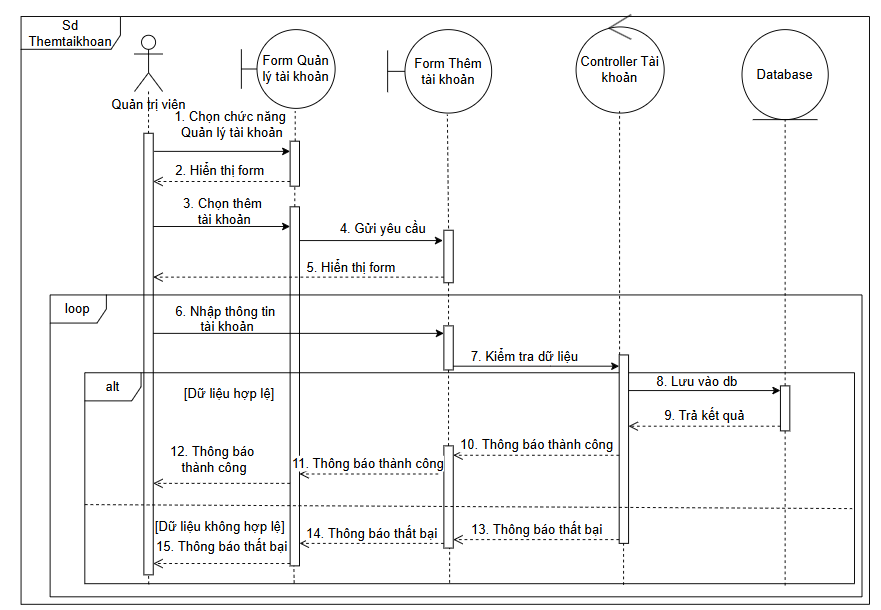 Sd
Themtaikhoan
Quản trị viên
Form Quản
lý tài khoản
Form Thêm
tài khoản
Controller Tài
khoản
Database
1. Chọn chức năng
Quản lý tài khoản
2. Hiển thị form
3. Chọn thêm
tài khoản
4. Gửi yêu cầu
5. Hiển thị form
loop
6. Nhập thông tin
tài khoản
7. Kiểm tra dữ liệu
alt
[Dữ liệu hợp lệ]
8. Lưu vào db
9. Trả kết quả
10. Thông báo thành công
11. Thông báo thành công
12. Thông báo
thành công
[Dữ liệu không hợp lệ]
13. Thông báo thất bại
14. Thông báo thất bại
15. Thông báo thất bại